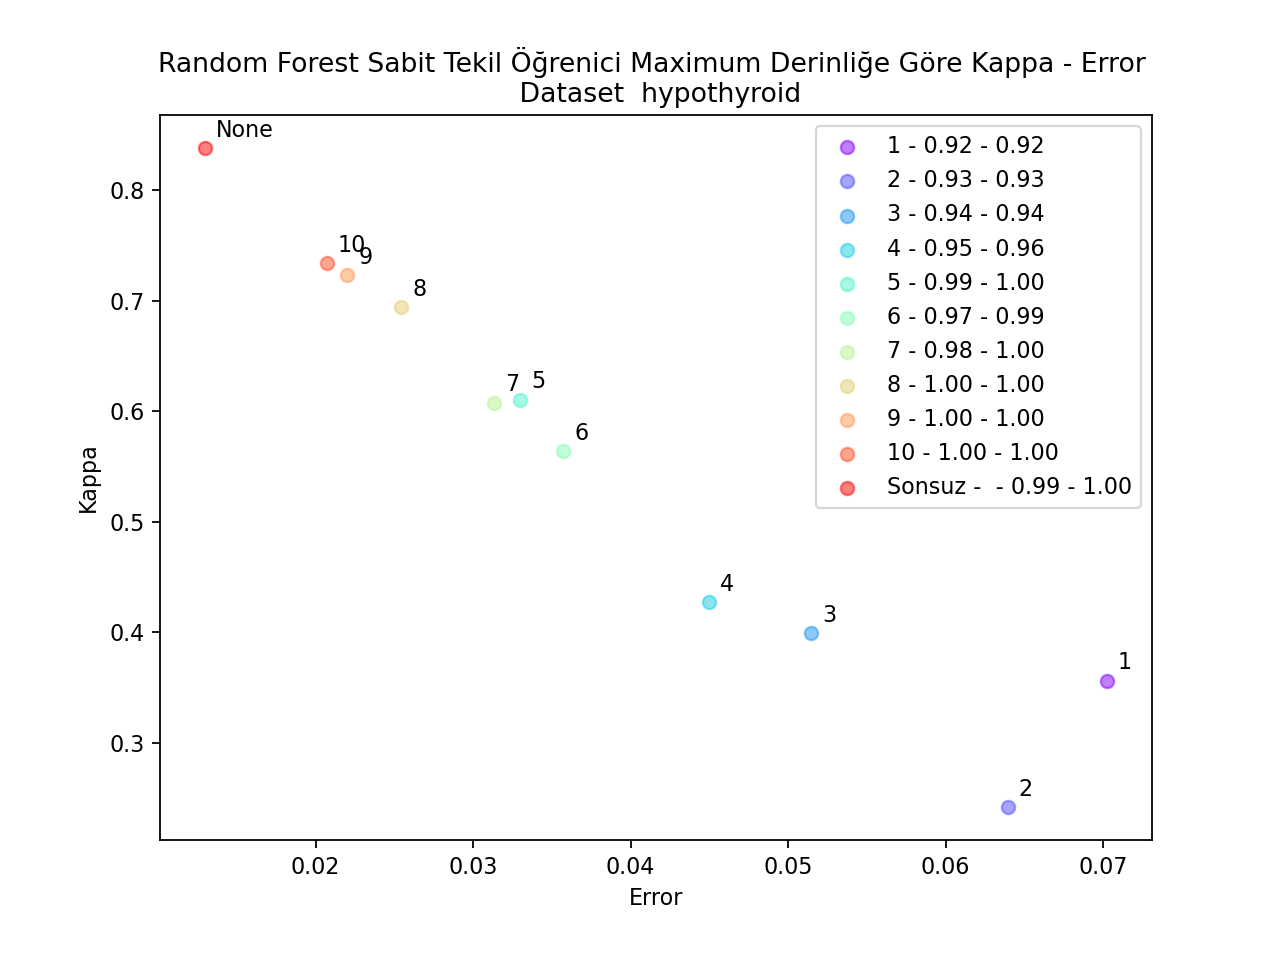 Random Forest Sabit Tekil Öğrenici Maximum Derinliğe Göre Kappa - Error
Dataset  hypothyroid
None
10
9
8
7
5
6
4
3
1
2
1 - 0.92 - 0.92
2 - 0.93 - 0.93
3 - 0.94 - 0.94
4 - 0.95 - 0.96
5 - 0.99 - 1.00
6 - 0.97 - 0.99
7 - 0.98 - 1.00
8 - 1.00 - 1.00
9 - 1.00 - 1.00
10 - 1.00 - 1.00
Sonsuz -  - 0.99 - 1.00
0.8
0.7
0.6
0.5
0.4
0.3
Kappa
0.02 0.03 0.04 0.05 0.06 0.07
Error